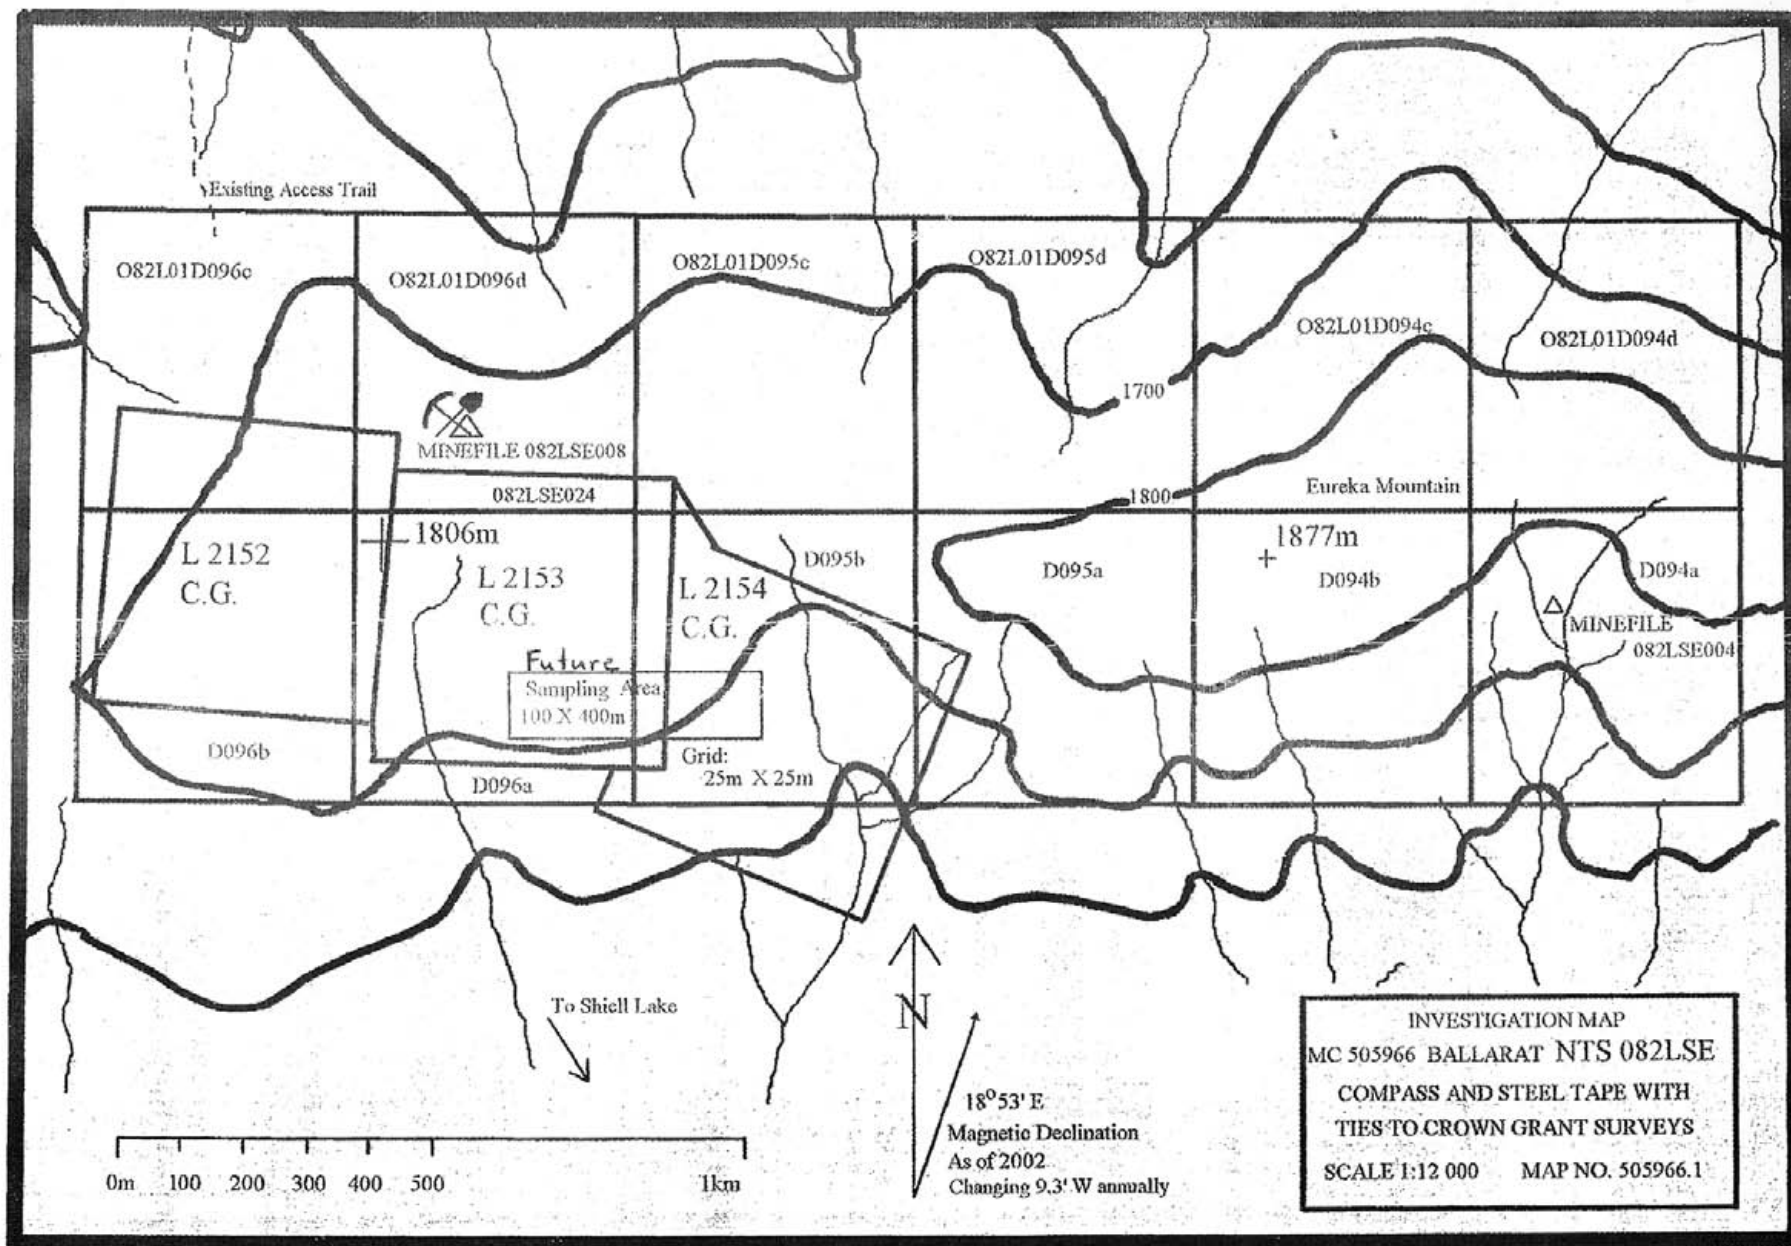 Existing Access Trail
O82L01D096c
O82L01D096d
O82L01D095c
O82L01D095d
O82L01D094c
O82L01D094d
1700
MINEFILE 082LSE008
082LSE024
1800
Eureka Mountain
L 2152
C.G.
1806m
L 2153
C.G.
L 2154
C.G.
D095b
D095a
1877m
D094b
D094a
MINEFILE
082LSE004
Future
Sampling Area
100 X 400m
D096b
D096a
Grid:
25m X 25m
To Shiell Lake
N
18°53' E
Magnetic Declination
As of 2002
Changing 9.3' W annually
0m 100 200 300 400 500 1km
INVESTIGATION MAP
MC 505966 BALLARAT NTS 082LSE
COMPASS AND STEEL TAPE WITH
TIES TO CROWN GRANT SURVEYS
SCALE 1:12 000 MAP NO. 505966.1